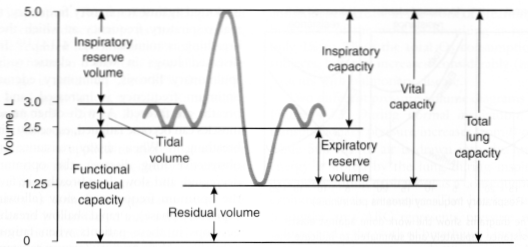 5.0
Inspiratory
reserve
volume
Inspiratory
capacity
Vital
capacity
Total
lung
capacity
Volume, L
3.0
2.5
Tidal
volume
Expiratory
reserve
volume
Functional
residual
capacity
1.25
Residual volume
0